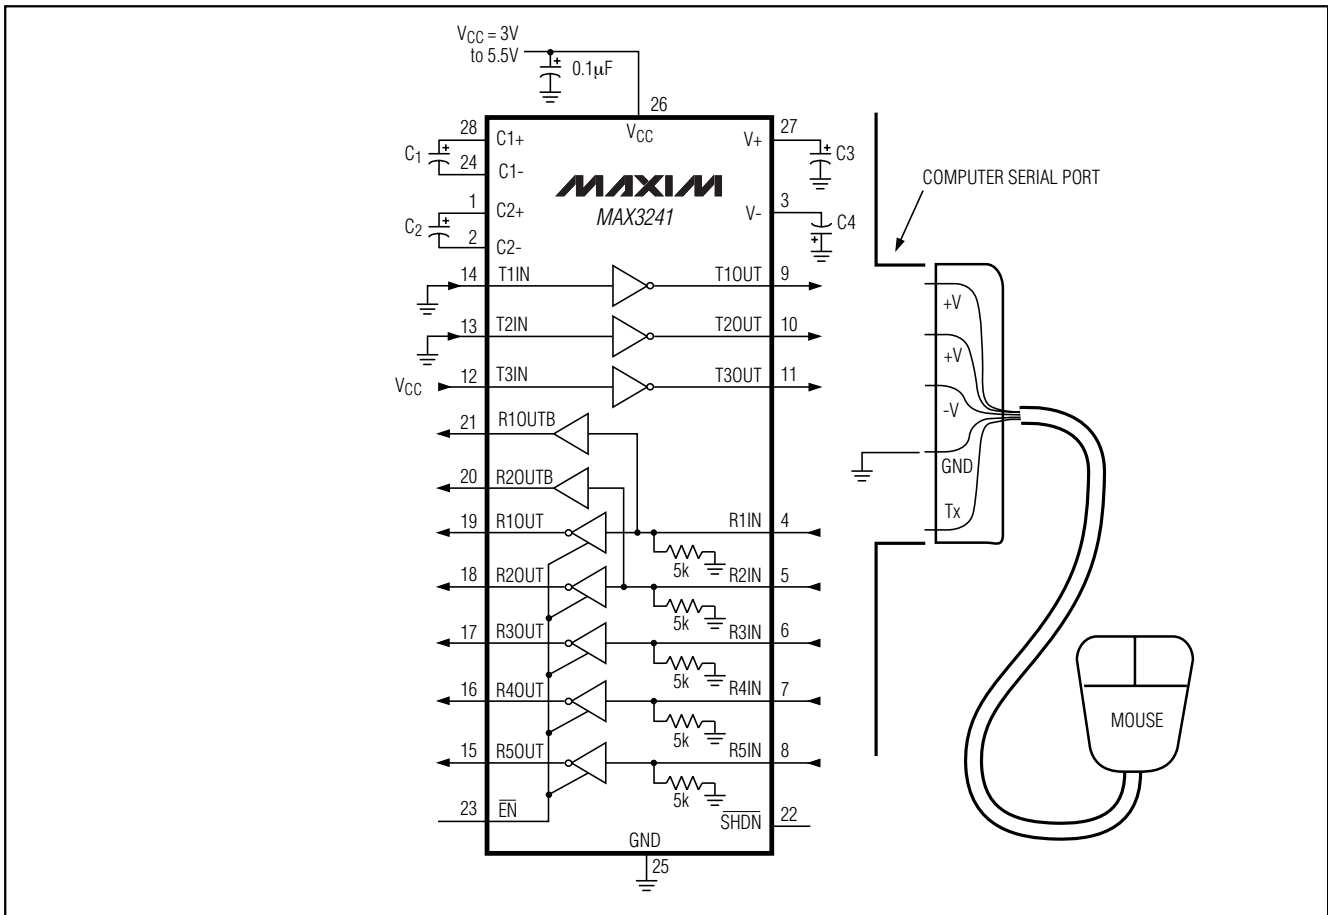 VCC = 3V
to 5.5V
0.1μF
26
VCC
28 C1+
C1
24 C1-
1 C2+
C2
2 C2-
V+ 27
C3
V- 3
C4
MAXIM
MAX3241
14 T1IN T1OUT 9
13 T2IN T2OUT 10
VCC 12 T3IN T3OUT 11
21 R1OUTB
20 R2OUTB
19 R1OUT R1IN 4
5k
18 R2OUT R2IN 5
5k
17 R3OUT R3IN 6
5k
16 R4OUT R4IN 7
5k
15 R5OUT R5IN 8
5k
23 EN
SHDN 22
GND
25
COMPUTER SERIAL PORT
+V
+V
-V
GND
Tx
MOUSE